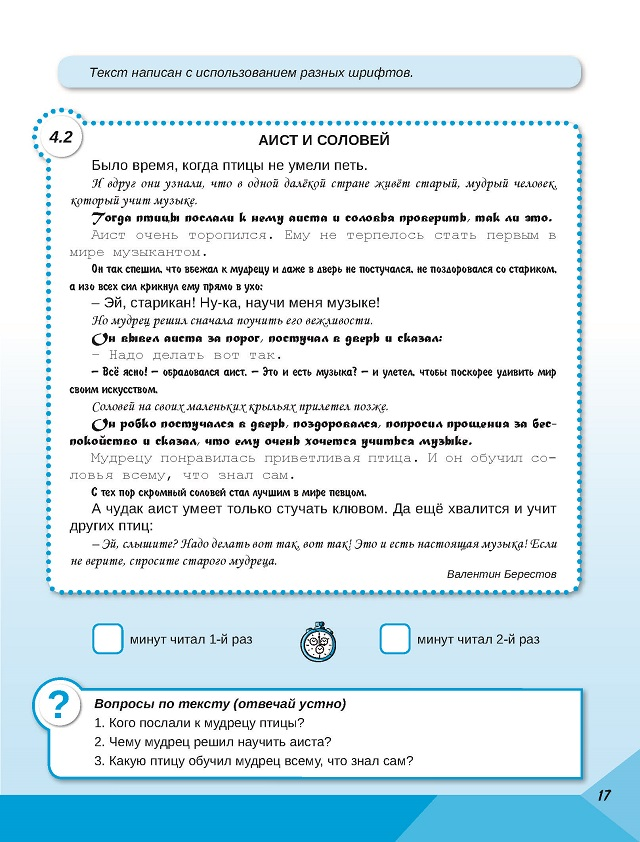 Текст написан с использованием разных шрифтов.
4.2
АИСТ И СОЛОВЕЙ
Было время, когда птицы не умели петь.
И вдруг они узнали, что в одной далёкой стране живёт старый, мудрый человек,
который учит музыке.
Тогда птицы послали к нему аиста и соловья проверить, так ли это.
Аист очень торопился. Ему не терпелось стать первым в
мире музыкантом.
Он так спешил, что вбежал к мудрецу и даже в дверь не постучался, не поздоровался со стариком,
а изо всех сил крикнул ему прямо в ухо:
– Эй, старикан! Ну-ка, научи меня музыке!
Но мудрец решил сначала поучить его вежливости.
Он вывел аиста за порог, постучал в дверь и сказал:
– Надо делать вот так.
– Всё ясно! – обрадовался аист. – Это и есть музыка? – и улетел, чтобы поскорее удивить мир
своим искусством.
Соловей на своих маленьких крыльях прилетел позже.
Он робко постучался в дверь, поздоровался, попросил прощения за бес-
покойство и сказал, что ему очень хочется учиться музыке.
Мудрецу понравилась приветливая птица. И он обучил со-
ловья всему, что знал сам.
С тех пор скромный соловей стал лучшим в мире певцом.
А чудак аист умеет только стучать клювом. Да ещё хвалится и учит
других птиц:
– Эй, слышите? Надо делать вот так, вот так! Это и есть настоящая музыка! Если
не верите, спросите старого мудреца.
Валентин Берестов
минут читал 1-й раз
минут читал 2-й раз
?
Вопросы по тексту (отвечай устно)
1. Кого послали к мудрецу птицы?
2. Чему мудрец решил научить аиста?
3. Какую птицу обучил мудрец всему, что знал сам?
17